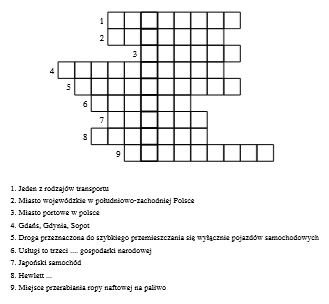 1
2
3
4
5
6
7
8
9
1. Jeden z rodzajów transportu
2. Miasto wojewódzkie w południowo-zachodniej Polsce
3. Miasto portowe w polsce
4. Gdańs, Gdynia, Sopot
5. Droga przeznaczona do szybkiego przemieszczania się wyłącznie pojazdów samochodowych
6. Usługi to trzeci .... gospodarki narodowej
7. Japoński samochód
8. Hewlett ...
9. Miejsce przerabiania ropy naftowej na paliwo